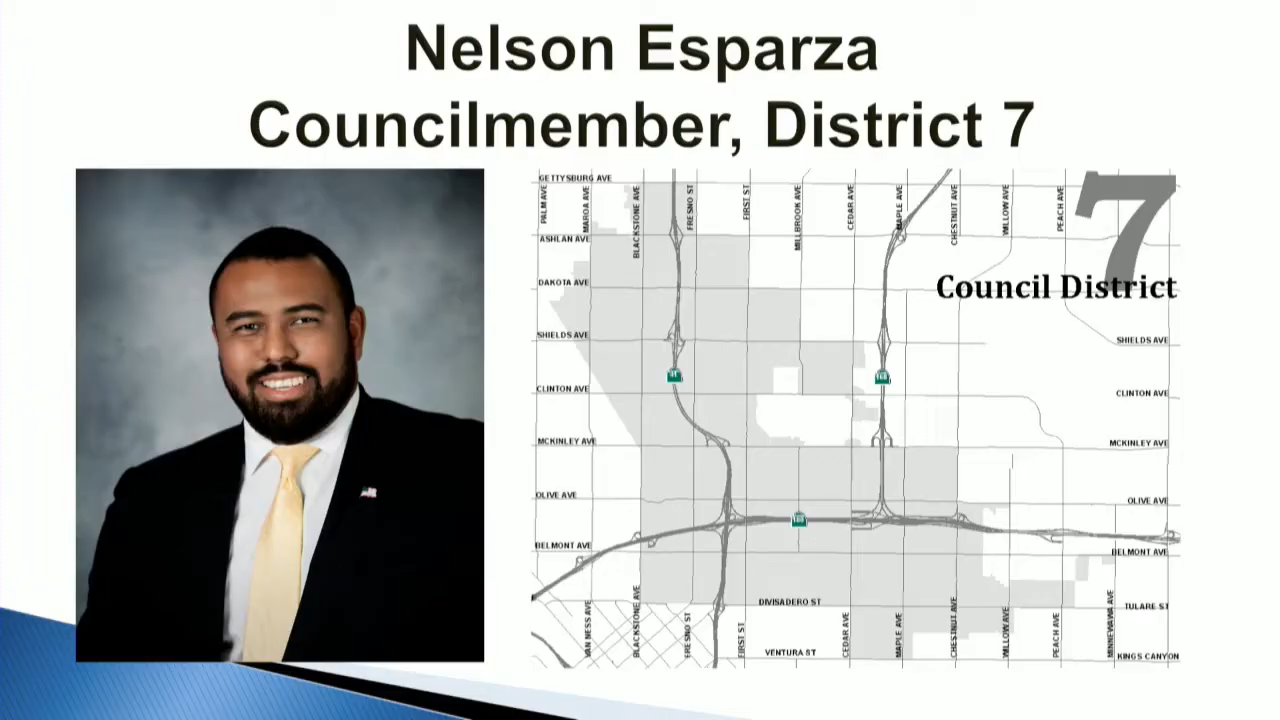 Nelson Esparza
Councilmember, District 7
7
Council District
GETTYSBURG AVE
PALM AVE
MAROA AVE
BLACKSTONE AVE
FRESNO ST
FIRST ST
MILLBROOK AVE
CEDAR AVE
MAPLE AVE
CHESTNUT AVE
WILLOW AVE
PEACH AVE
ASHLAN AVE
DAKOTA AVE
SHIELDS AVE
SHIELDS AVE
CLINTON AVE
CLINTON AVE
MCKINLEY AVE
MCKINLEY AVE
OLIVE AVE
OLIVE AVE
BELMONT AVE
BELMONT AVE
DIVISADERO ST
TULARE ST
VAN NESS AVE
BLACKSTONE AVE
FRESNO ST
FIRST ST
CEDAR AVE
MAPLE AVE
CHESTNUT AVE
WILLOW AVE
PEACH AVE
MINNEWAWA AVE
VENTURA ST
KINGS CANYON